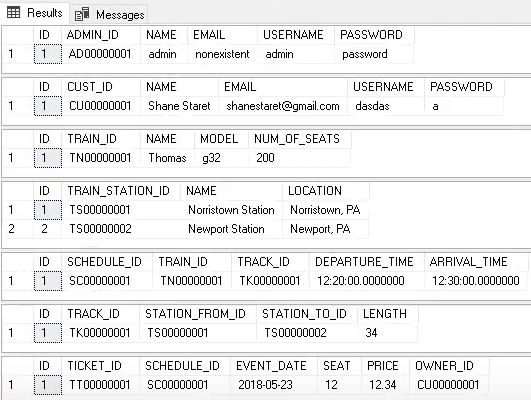 Results Messages
ID ADMIN_ID NAME EMAIL USERNAME PASSWORD
1 1 AD00000001 admin nonexistent admin password
ID CUST_ID NAME EMAIL USERNAME PASSWORD
1 1 CU00000001 Shane Staret shanestaret@gmail.com dasdas a
ID TRAIN_ID NAME MODEL NUM_OF_SEATS
1 1 TN00000001 Thomas g32 200
ID TRAIN_STATION_ID NAME LOCATION
1 1 TS00000001 Norristown Station Norristown, PA
2 2 TS00000002 Newport Station Newport, PA
ID SCHEDULE_ID TRAIN_ID TRACK_ID DEPARTURE_TIME ARRIVAL_TIME
1 1 SC00000001 TN00000001 TK00000001 12:20:00.0000000 12:30:00.0000000
ID TRACK_ID STATION_FROM_ID STATION_TO_ID LENGTH
1 1 TK00000001 TS00000001 TS00000002 34
ID TICKET_ID SCHEDULE_ID EVENT_DATE SEAT PRICE OWNER_ID
1 1 TT00000001 SC00000001 2018-05-23 12 12.34 CU00000001